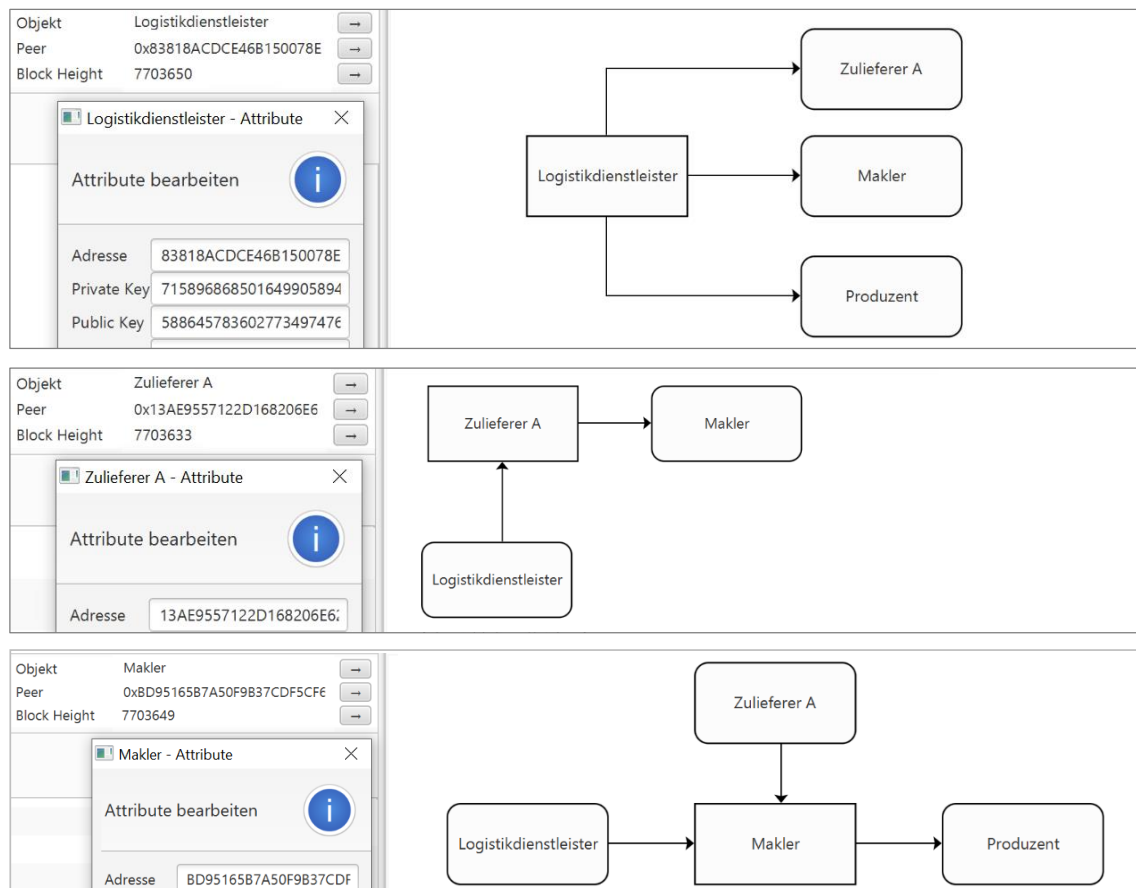 Objekt Logistikdienstleister →
Peer 0x83818ACDCE46B150078E →
Block Height 7703650 →
Logistikdienstleister - Attribute
Attribute bearbeiten
Adresse 83818ACDCE46B150078E
Private Key 715896868501649905894
Public Key 588645783602773497476
Zulieferer A
Logistikdienstleister
Makler
Produzent
Objekt Zulieferer A →
Peer 0x13AE9557122D168206E6 →
Block Height 7703633 →
Zulieferer A - Attribute
Attribute bearbeiten
Adresse 13AE9557122D168206E62
Zulieferer A
Makler
Logistikdienstleister
Objekt Makler →
Peer 0xBD95165B7A50F9B37CDF5CF6 →
Block Height 7703649 →
Makler - Attribute
Attribute bearbeiten
Adresse BD95165B7A50F9B37CDF
Zulieferer A
Logistikdienstleister
Makler
Produzent